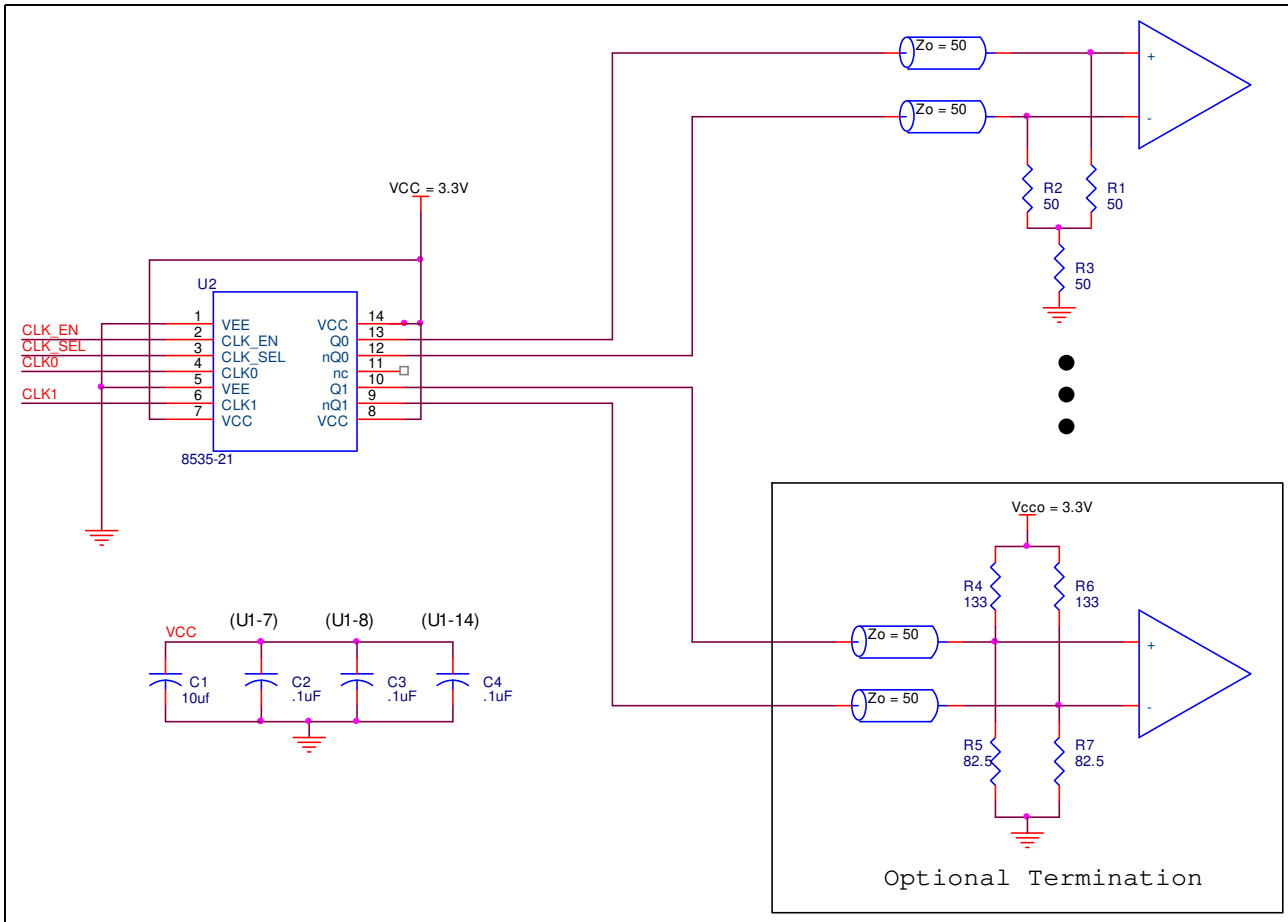 Zo = 50
+
Zo = 50
-
R2
50
R1
50
R3
50
VCC = 3.3V
U2
CLK_EN
CLK_SEL
CLK0
CLK1
1
2
3
4
5
6
7
VEE
CLK_EN
CLK_SEL
CLK0
VEE
CLK1
VCC
VCC
Q0
nQ0
nc
Q1
nQ1
VCC
14
13
12
11
10
9
8
8535-21
VCC
(U1-7)
(U1-8)
(U1-14)
C1
10uf
C2
.1uF
C3
.1uF
C4
.1uF
Vcco = 3.3V
R4
133
R6
133
Zo = 50
+
Zo = 50
-
R5
82.5
R7
82.5
Optional Termination